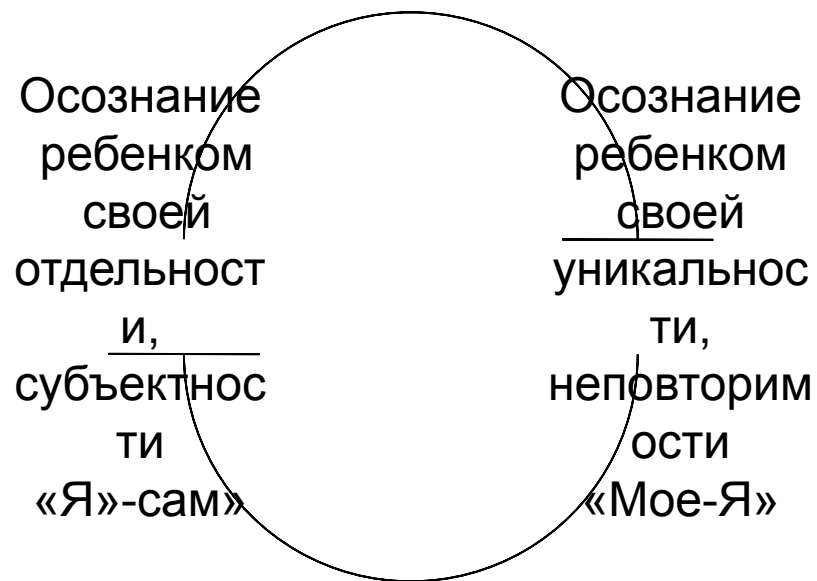 Осознание
ребенком
своей
отдельност
и,
субъектнос
ти
«Я»-сам»
Осознание
ребенком
своей
уникальнос
ти,
неповторим
ости
«Мое-Я»